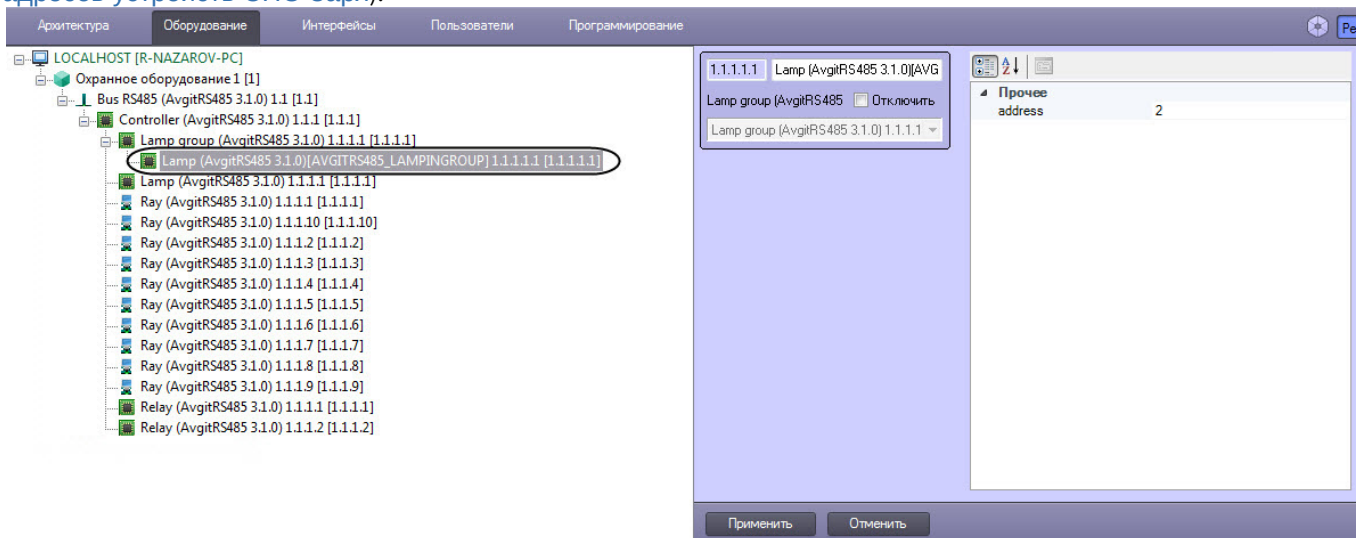 адресов устройств СИО Заря).
Архитектура Оборудование Интерфейсы Пользователи Программирование
LOCALHOST [R-NAZAROV-PC]
Охранное оборудование 1 [1]
Bus RS485 (AvgitRS485 3.1.0) 1.1 [1.1]
Controller (AvgitRS485 3.1.0) 1.1.1 [1.1.1]
Lamp group (AvgitRS485 3.1.0) 1.1.1.1 [1.1.1.1]
Lamp (AvgitRS485 3.1.0)[AVGITRS485_LAMPINGROUP] 1.1.1.1.1 [1.1.1.1.1]
Lamp (AvgitRS485 3.1.0) 1.1.1.1 [1.1.1.1]
Ray (AvgitRS485 3.1.0) 1.1.1.1 [1.1.1.1]
Ray (AvgitRS485 3.1.0) 1.1.1.10 [1.1.1.10]
Ray (AvgitRS485 3.1.0) 1.1.1.2 [1.1.1.2]
Ray (AvgitRS485 3.1.0) 1.1.1.3 [1.1.1.3]
Ray (AvgitRS485 3.1.0) 1.1.1.4 [1.1.1.4]
Ray (AvgitRS485 3.1.0) 1.1.1.5 [1.1.1.5]
Ray (AvgitRS485 3.1.0) 1.1.1.6 [1.1.1.6]
Ray (AvgitRS485 3.1.0) 1.1.1.7 [1.1.1.7]
Ray (AvgitRS485 3.1.0) 1.1.1.8 [1.1.1.8]
Ray (AvgitRS485 3.1.0) 1.1.1.9 [1.1.1.9]
Relay (AvgitRS485 3.1.0) 1.1.1.1 [1.1.1.1]
Relay (AvgitRS485 3.1.0) 1.1.1.2 [1.1.1.2]
1.1.1.1.1 Lamp (AvgitRS485 3.1.0)[AVG
Lamp group (AvgitRS485 Отключить
Lamp group (AvgitRS485 3.1.0) 1.1.1.1
Прочее
address 2
Применить Отменить
Ре